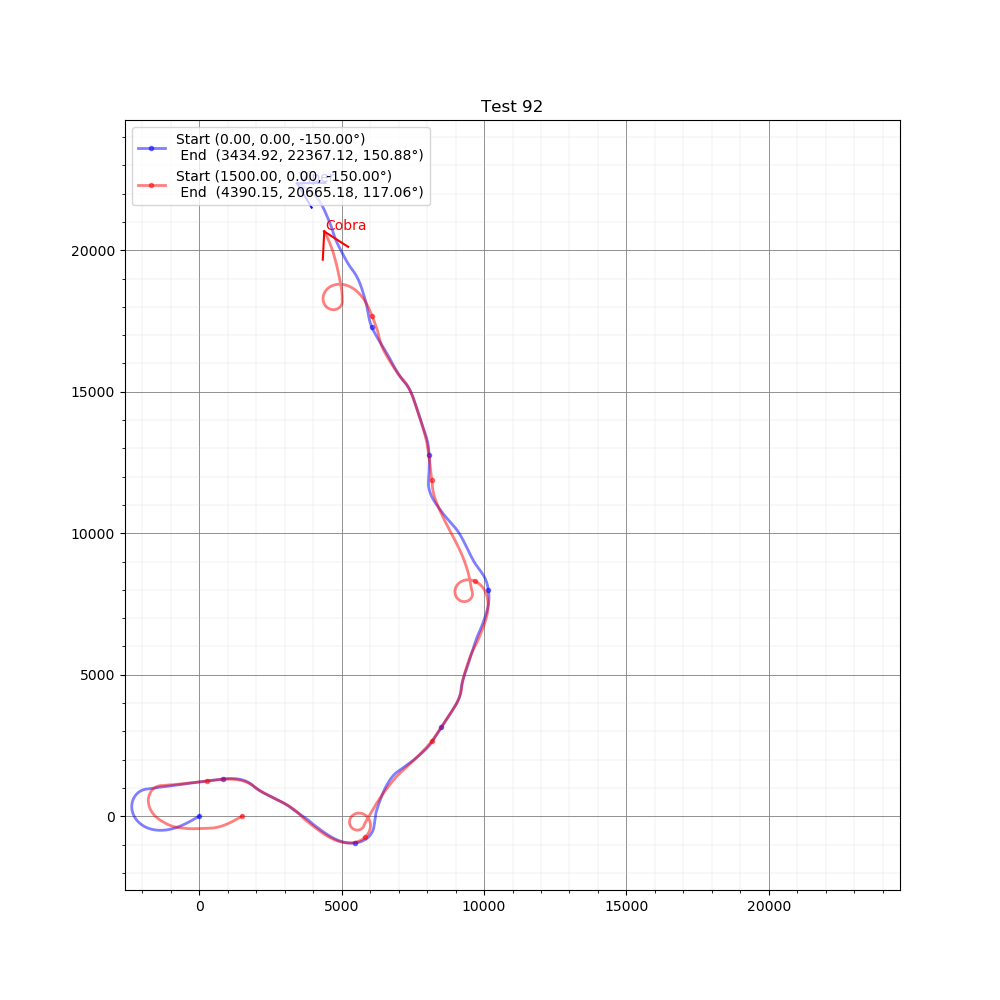 Test 92
Start (0.00, 0.00, -150.00°)
End (3434.92, 22367.12, 150.88°)
Start (1500.00, 0.00, -150.00°)
End (4390.15, 20665.18, 117.06°)
Cobra
20000
15000
10000
5000
0
0 5000 10000 15000 20000